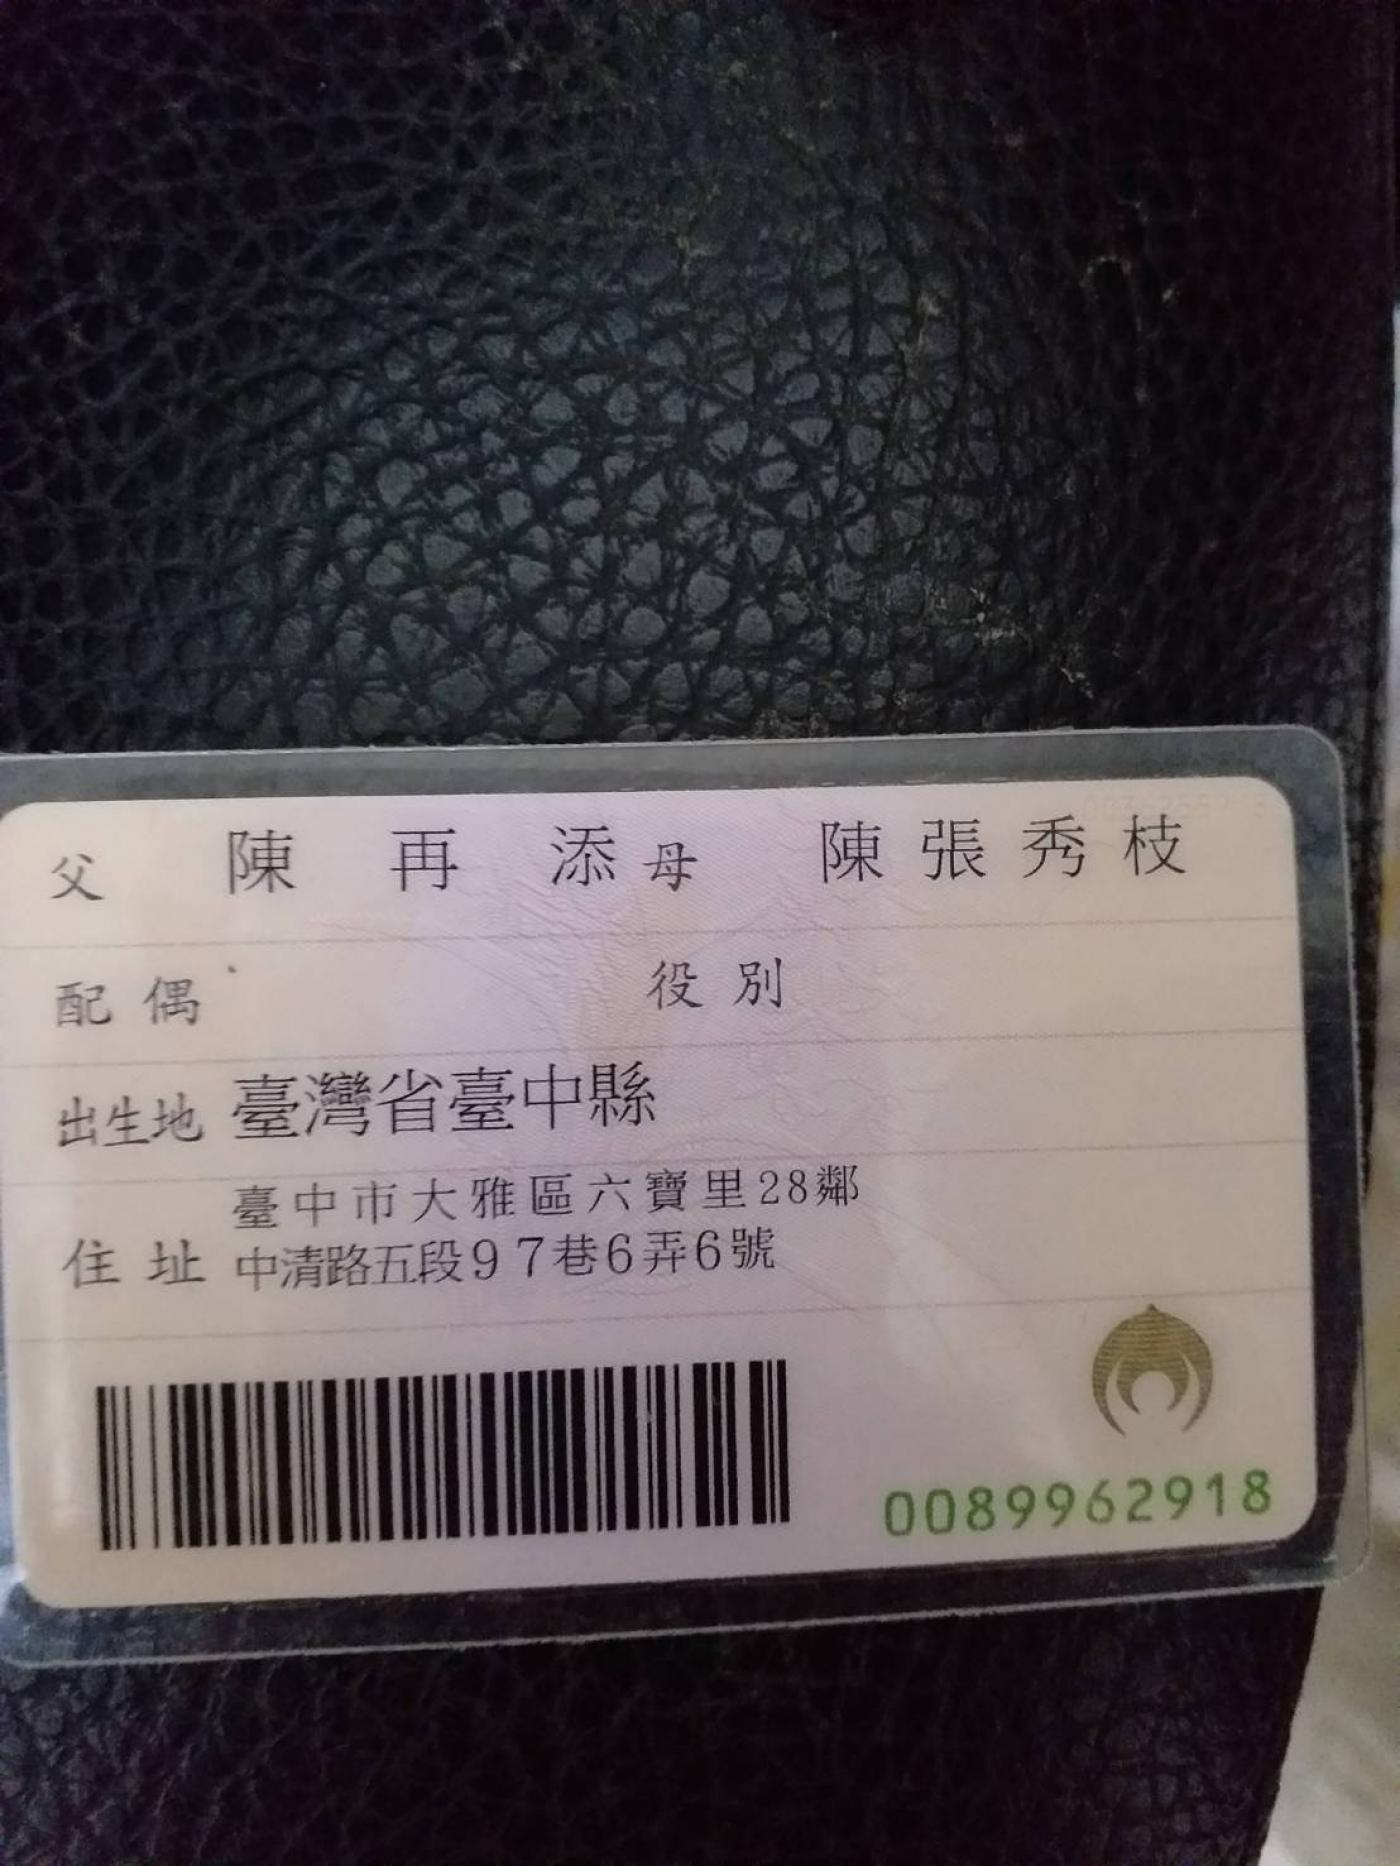 父 陳再添 母 陳張秀枝
配偶 役別
出生地 臺灣省臺中縣
臺中市大雅區六寶里28鄰
住址 中清路五段97巷6弄6號
0089962918